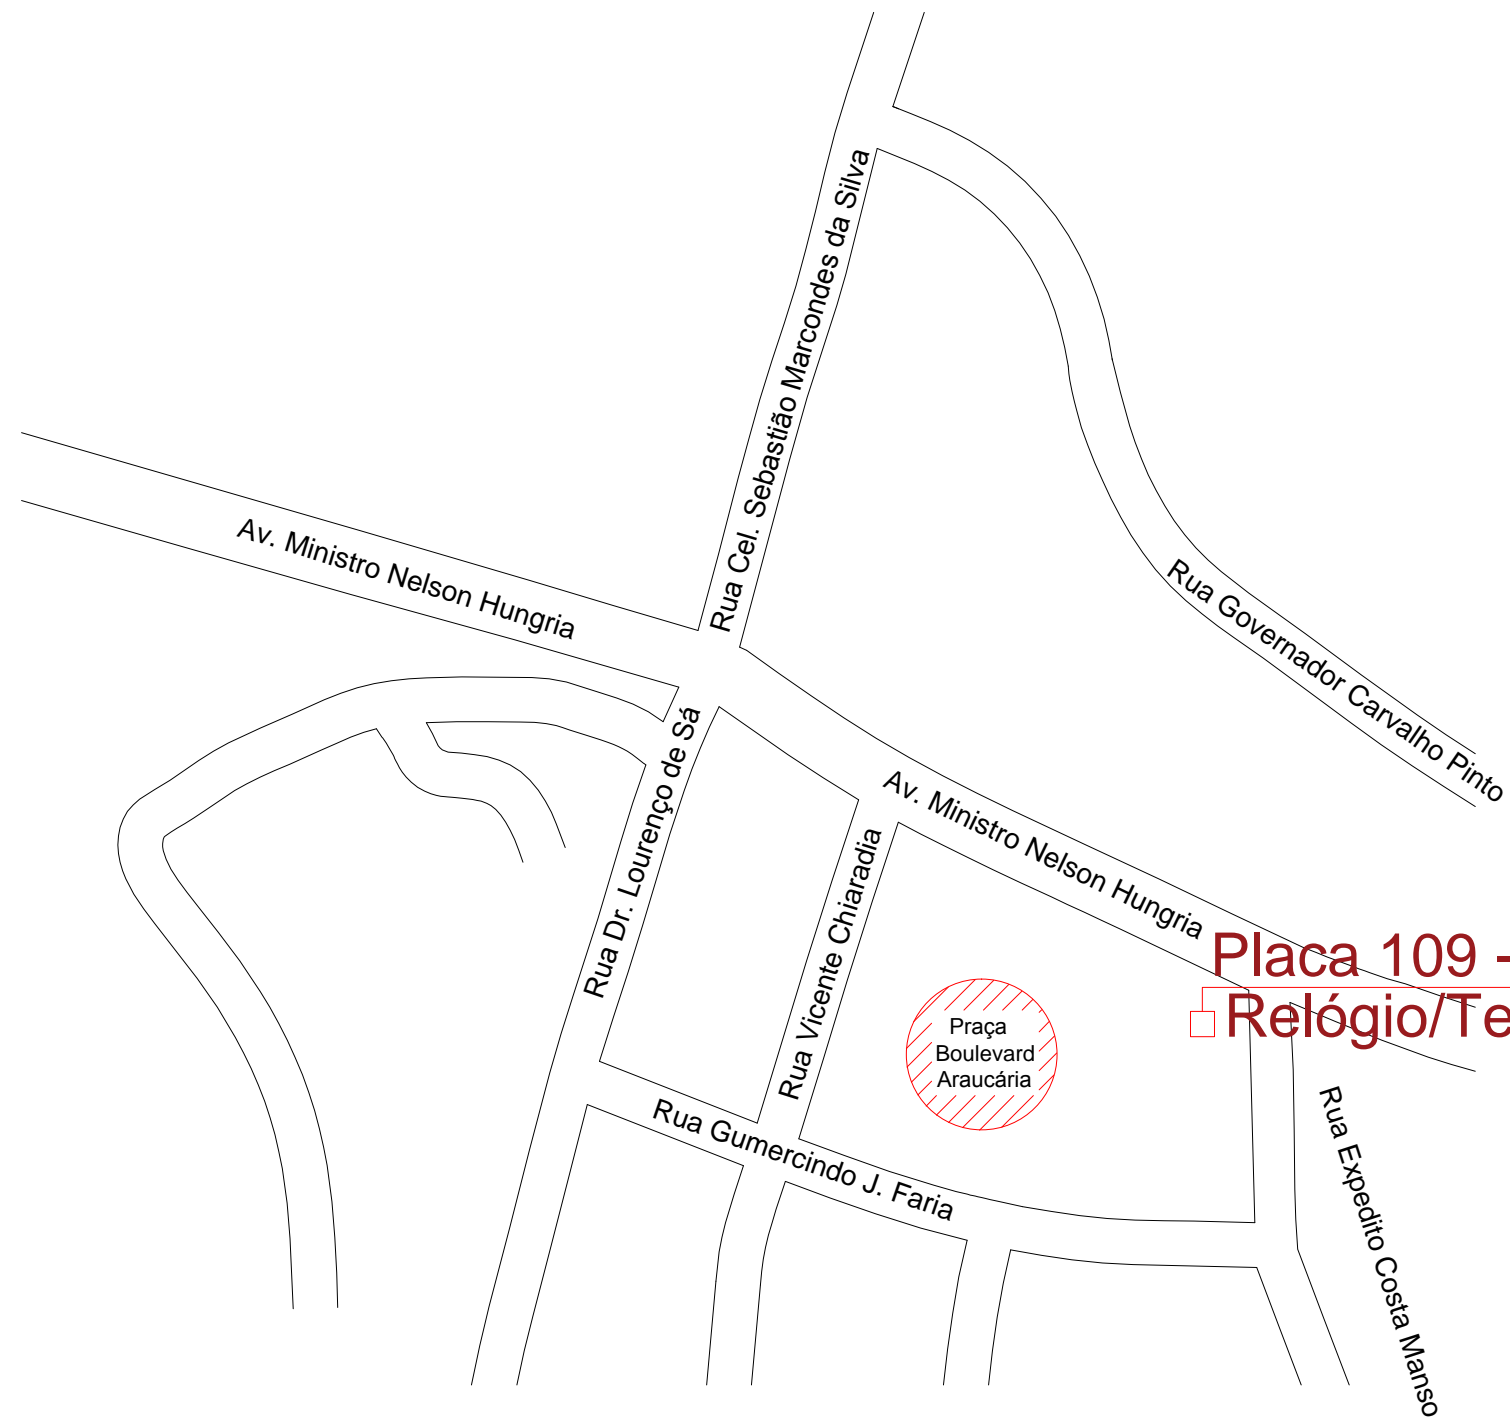 Rua Cel. Sebastião Marcondes da Silva
Av. Ministro Nelson Hungria
Rua Governador Carvalho Pinto
Rua Dr. Lourenço de Sá
Av. Ministro Nelson Hungria
Rua Vicente Chiaradia
Placa 109 -
Relógio/Te
Praça
Boulevard
Araucária
Rua Gumercindo J. Faria
Rua Expedito Costa Manso